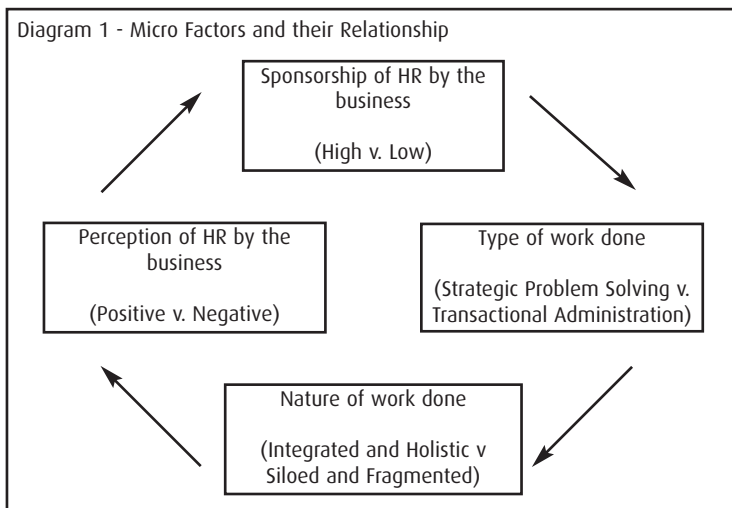 Diagram 1 - Micro Factors and their Relationship
Sponsorship of HR by the
business
(High v. Low)
Perception of HR by the
business
(Positive v. Negative)
Type of work done
(Strategic Problem Solving v.
Transactional Administration)
Nature of work done
(Integrated and Holistic v
Siloed and Fragmented)